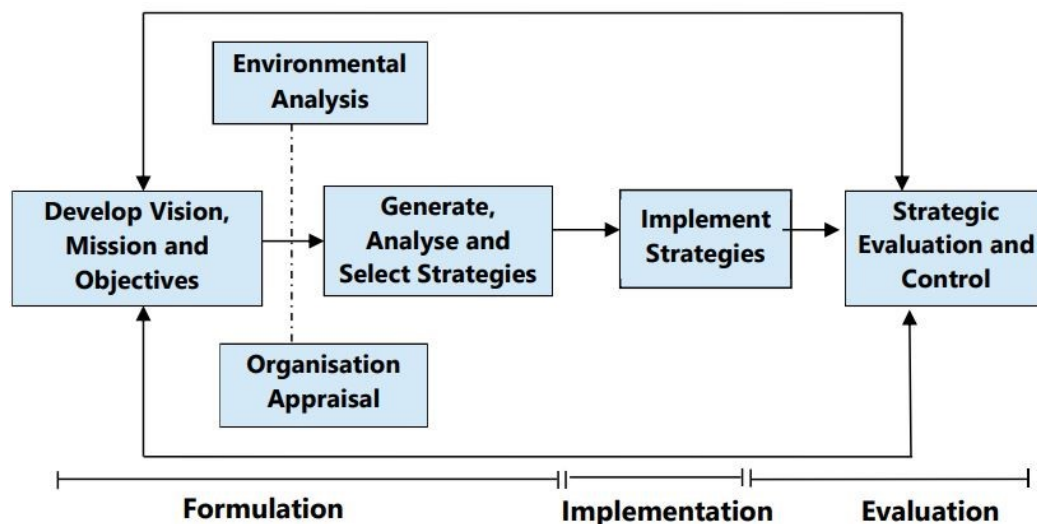 Environmental
Analysis
Develop Vision,
Mission and
Objectives
Generate,
Analyse and
Select Strategies
Implement
Strategies
Strategic
Evaluation and
Control
Organisation
Appraisal
Formulation
Implementation
Evaluation